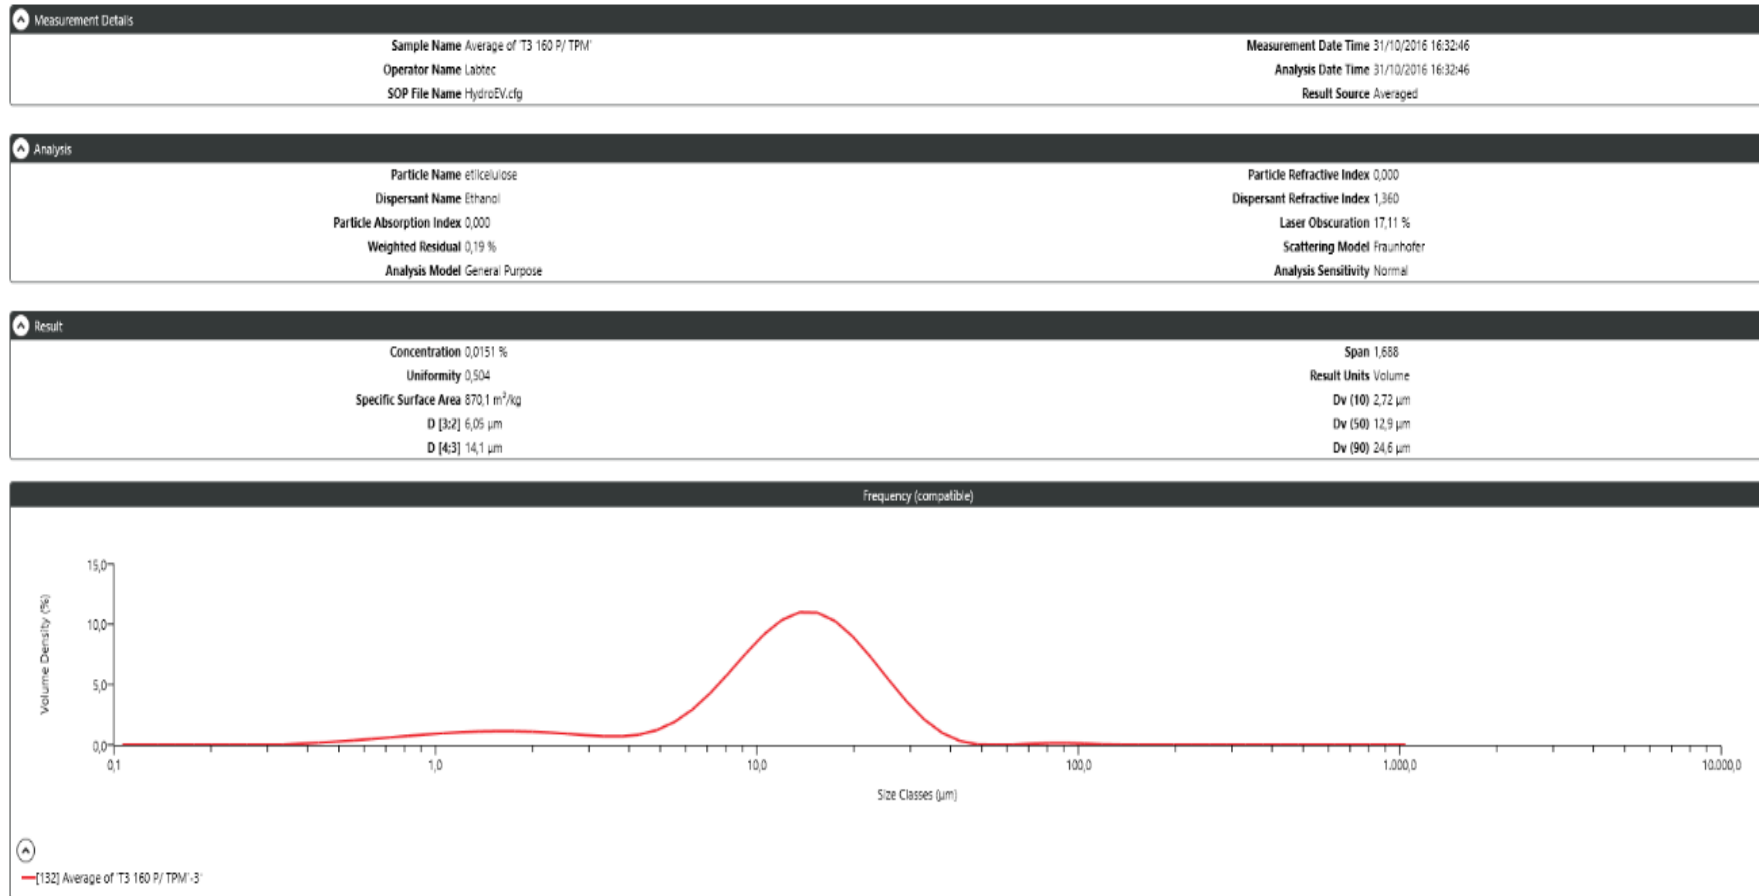 Measurement Details
Sample Name Average of 'T3 160 P/ TPM'
Measurement Date Time 31/10/2016 16:32:46
Operator Name Labtec
Analysis Date Time 31/10/2016 16:32:46
SOP File Name HydroEV.cfg
Result Source Averaged
Analysis
Particle Name etilcelulose
Particle Refractive Index 0,000
Dispersant Name Ethanol
Dispersant Refractive Index 1,360
Particle Absorption Index 0,000
Laser Obscuration 17,11 %
Weighted Residual 0,19 %
Scattering Model Fraunhofer
Analysis Model General Purpose
Analysis Sensitivity Normal
Result
Concentration 0,0151 %
Span 1,688
Uniformity 0,504
Result Units Volume
Specific Surface Area 870,1 m²/kg
Dv (10) 2,72 µm
D [3;2] 6,05 µm
Dv (50) 12,9 µm
D [4;3] 14,1 µm
Dv (90) 24,6 µm
Frequency (compatible)
Volume Density (%)
15,0
10,0
5,0
0,0
0,1 1,0 10,0 100,0 1.000,0 10.000,0
Size Classes (µm)
[132] Average of 'T3 160 P/ TPM'-3'